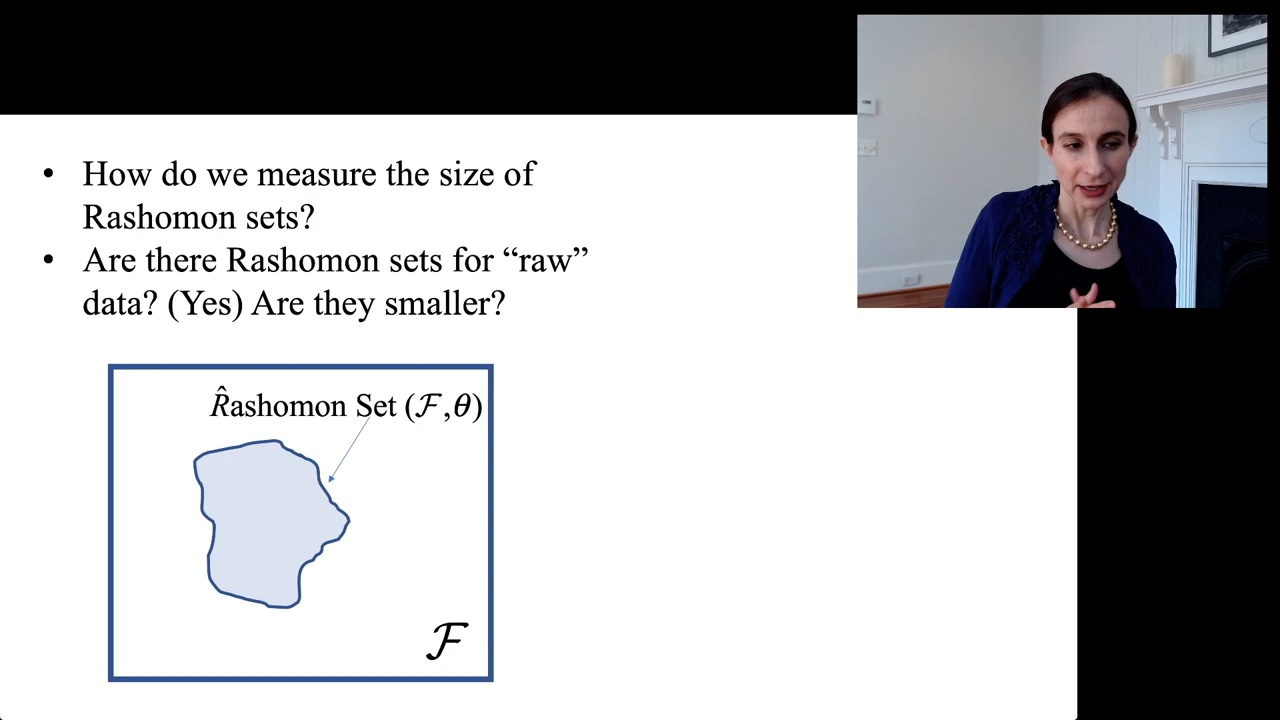 • How do we measure the size of
Rashomon sets?
• Are there Rashomon sets for “raw”
data? (Yes) Are they smaller?
R̂ashomon Set (ℱ,θ)
ℱ